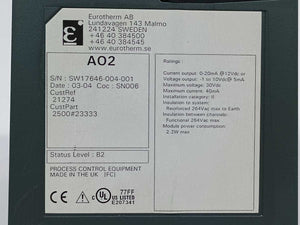 Eurotherm AB
Lundavagen 143 Malmo
241224 SWEDEN
+46 40 384500
+46 40 384545
www.eurotherm.se
AO2
S/N : SW17646-004-001
Date : 03-04 Coc : SN006
CustRef
21274
CustPart
2500#23333
Status Level : B2
PROCESS CONTROL EQUIPMENT
MADE IN THE UK (FC)
Ratings :
Current output: 0-20mA @12Vdc or
Voltage output: -1 to 10Vdc@ 5mA
Maximum voltage: 30Vdc
Maximum current: 40mA
Installation category: II
Insulation to system:
Reinforced 264Vac max to Earth
Insulation between channels:
Functional 264Vac max
Module power consumption:
2.2W max
CE
UL
US LISTED
77FF
E207341